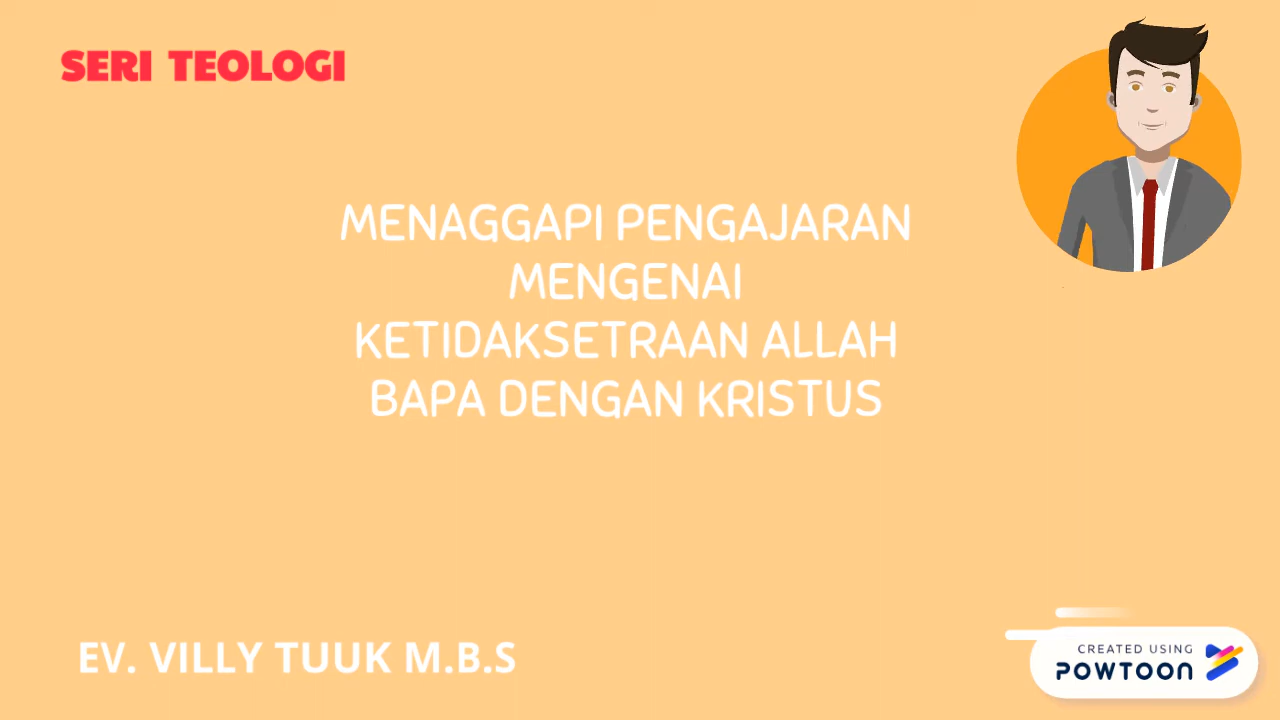 SERI TEOLOGI
MENAGGAPI PENGAJARAN
MENGENAI
KETIDAKSETRAAN ALLAH
BAPA DENGAN KRISTUS
EV. VILLY TUUK M.B.S
CREATED USING
POWTOON